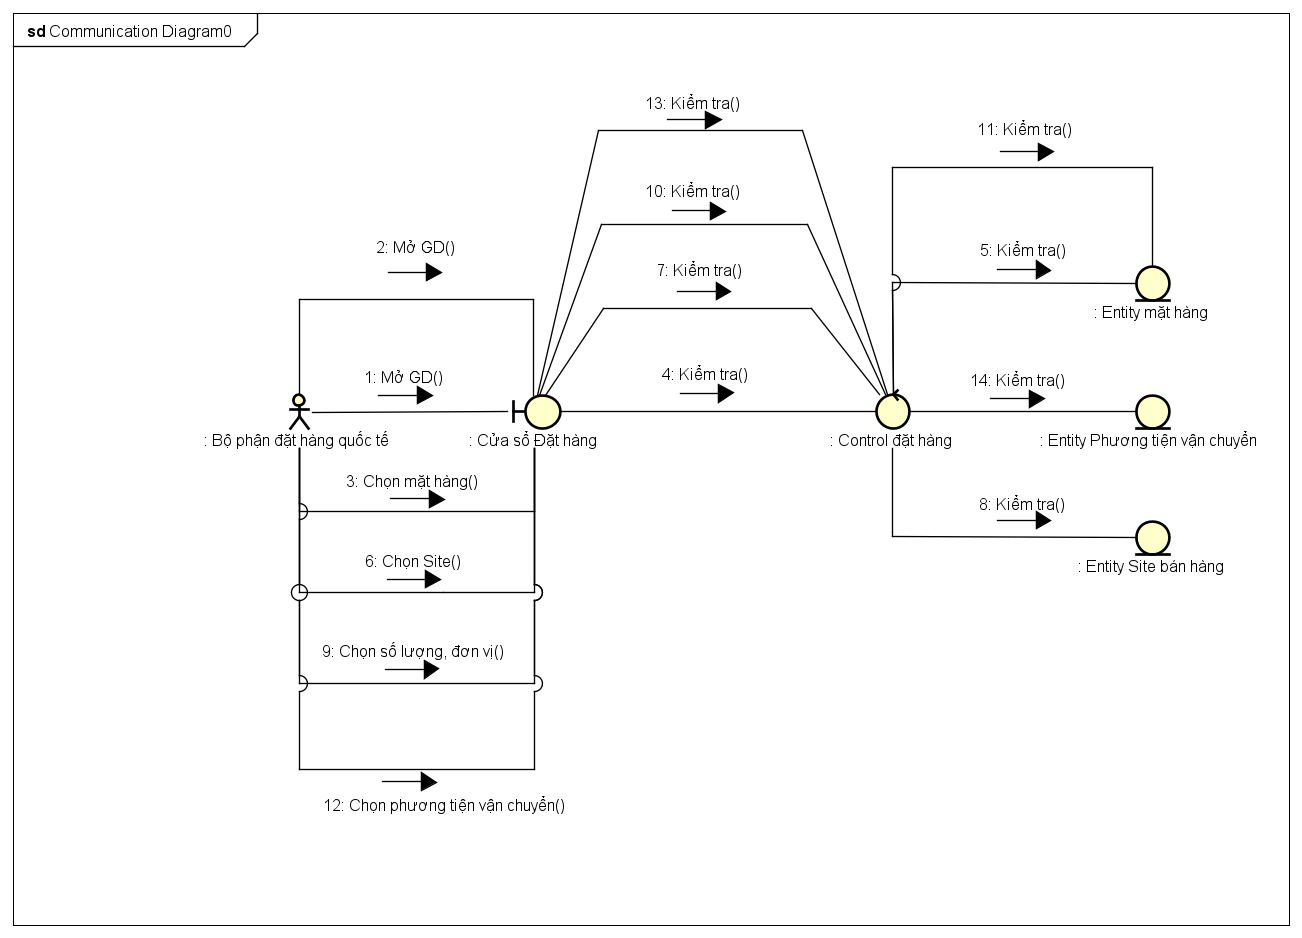 sd Communication Diagram0
13: Kiểm tra()
11: Kiểm tra()
10: Kiểm tra()
2: Mở GD()
5: Kiểm tra()
7: Kiểm tra()
: Entity mặt hàng
1: Mở GD()
4: Kiểm tra()
14: Kiểm tra()
: Bộ phận đặt hàng quốc tế
: Cửa sổ Đặt hàng
: Control đặt hàng
: Entity Phương tiện vận chuyển
3: Chọn mặt hàng()
8: Kiểm tra()
6: Chọn Site()
: Entity Site bán hàng
9: Chọn số lượng, đơn vị()
12: Chọn phương tiện vận chuyển()